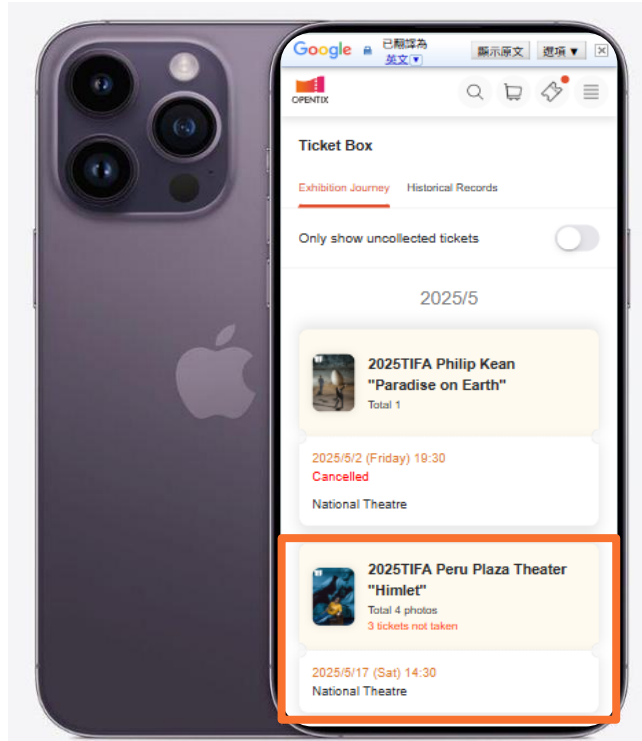 Google 已翻譯為 英文▼ 顯示原文 選項▼
OPENTIX
Ticket Box
Exhibition Journey Historical Records
Only show uncollected tickets
2025/5
2025TIFA Philip Kean
"Paradise on Earth"
Total 1
2025/5/2 (Friday) 19:30
Cancelled
National Theatre
2025TIFA Peru Plaza Theater
"Himlet"
Total 4 photos
3 tickets not taken
2025/5/17 (Sat) 14:30
National Theatre